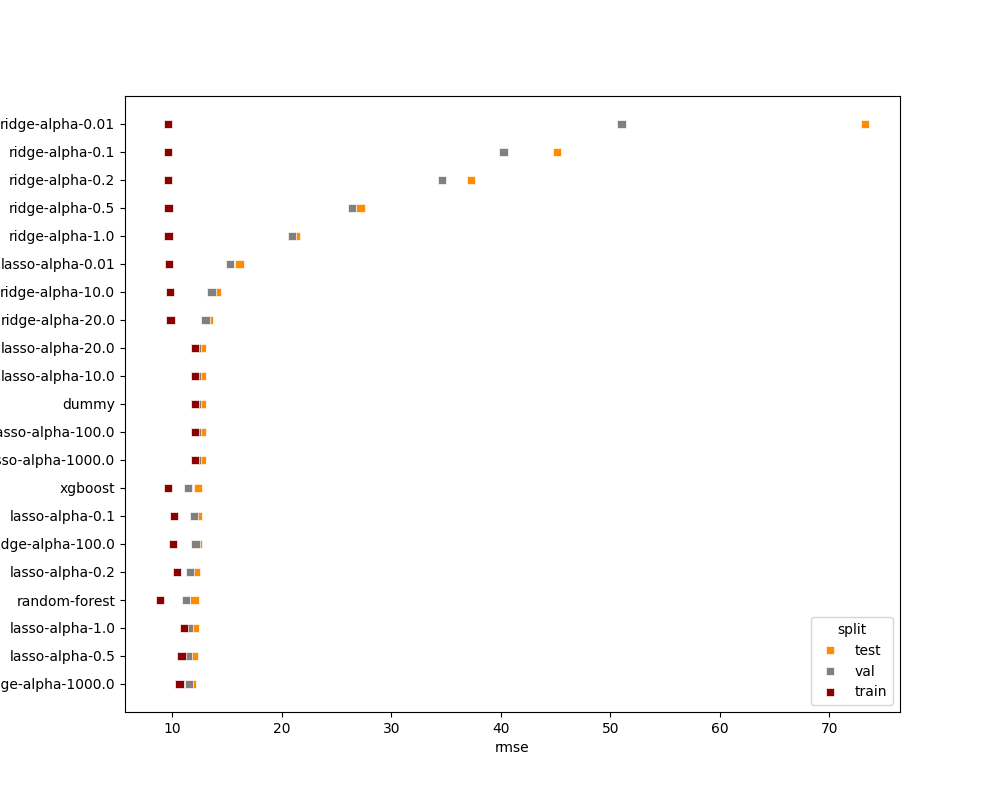 ridge-alpha-0.01
ridge-alpha-0.1
ridge-alpha-0.2
ridge-alpha-0.5
ridge-alpha-1.0
lasso-alpha-0.01
ridge-alpha-10.0
ridge-alpha-20.0
lasso-alpha-20.0
lasso-alpha-10.0
dummy
asso-alpha-100.0
sso-alpha-1000.0
xgboost
lasso-alpha-0.1
dge-alpha-100.0
lasso-alpha-0.2
random-forest
lasso-alpha-1.0
lasso-alpha-0.5
ge-alpha-1000.0
split
test
val
train
10 20 30 40 50 60 70
rmse